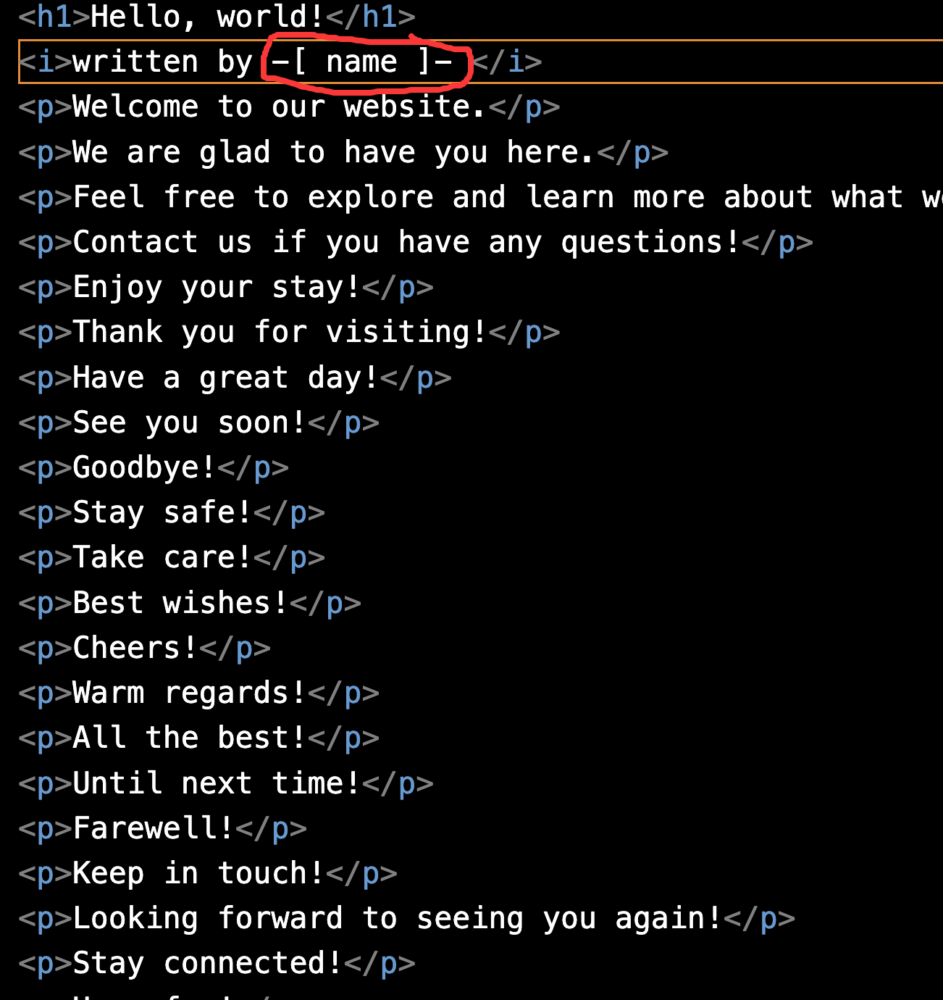 <h1>Hello, world!</h1>
<i>written by -[ name ]- </i>
<p>Welcome to our website.</p>
<p>We are glad to have you here.</p>
<p>Feel free to explore and learn more about what
<p>Contact us if you have any questions!</p>
<p>Enjoy your stay!</p>
<p>Thank you for visiting!</p>
<p>Have a great day!</p>
<p>See you soon!</p>
<p>Goodbye!</p>
<p>Stay safe!</p>
<p>Take care!</p>
<p>Best wishes!</p>
<p>Cheers!</p>
<p>Warm regards!</p>
<p>All the best!</p>
<p>Until next time!</p>
<p>Farewell!</p>
<p>Keep in touch!</p>
<p>Looking forward to seeing you again!</p>
<p>Stay connected!</p>